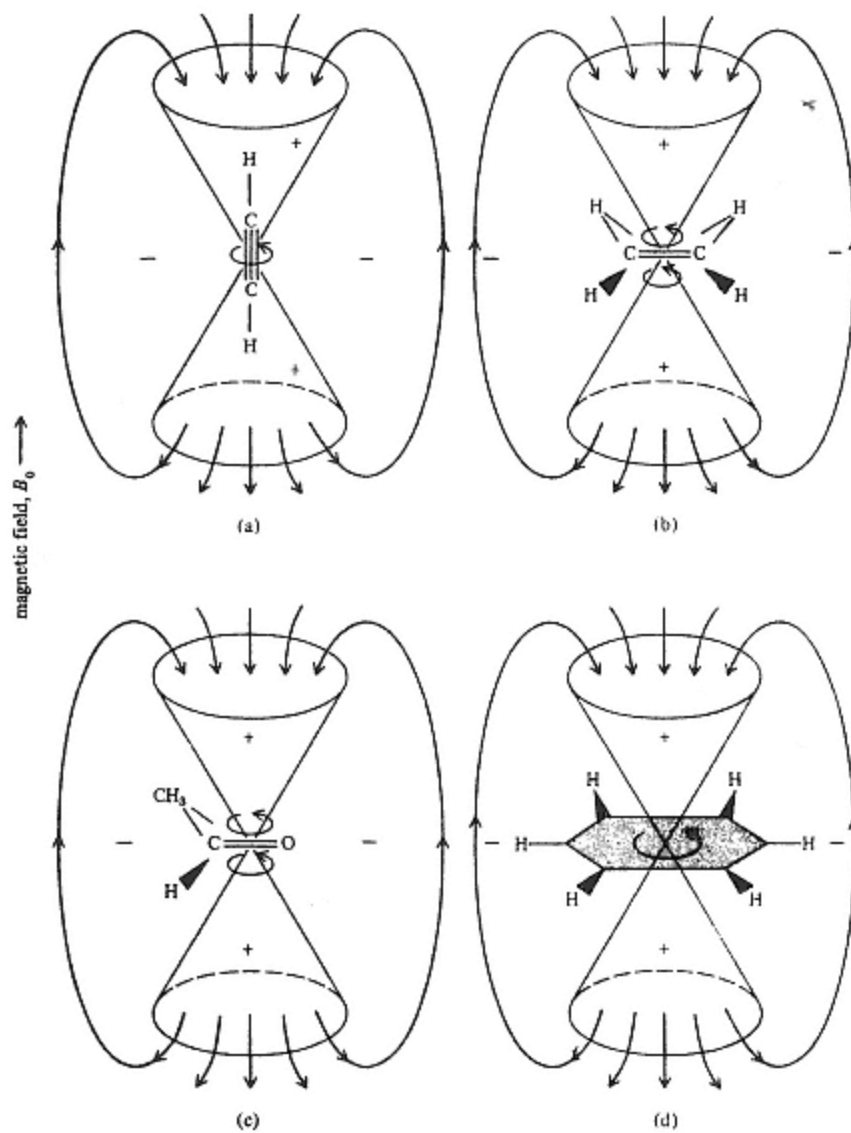 +
H
C
− −
C
H
+
(a)
+
H H
C C
− −
H H
+
(b)
magnetic field, B₀
+
CH₃
− C O −
H
+
(c)
+
H H
− H H −
H H
+
(d)